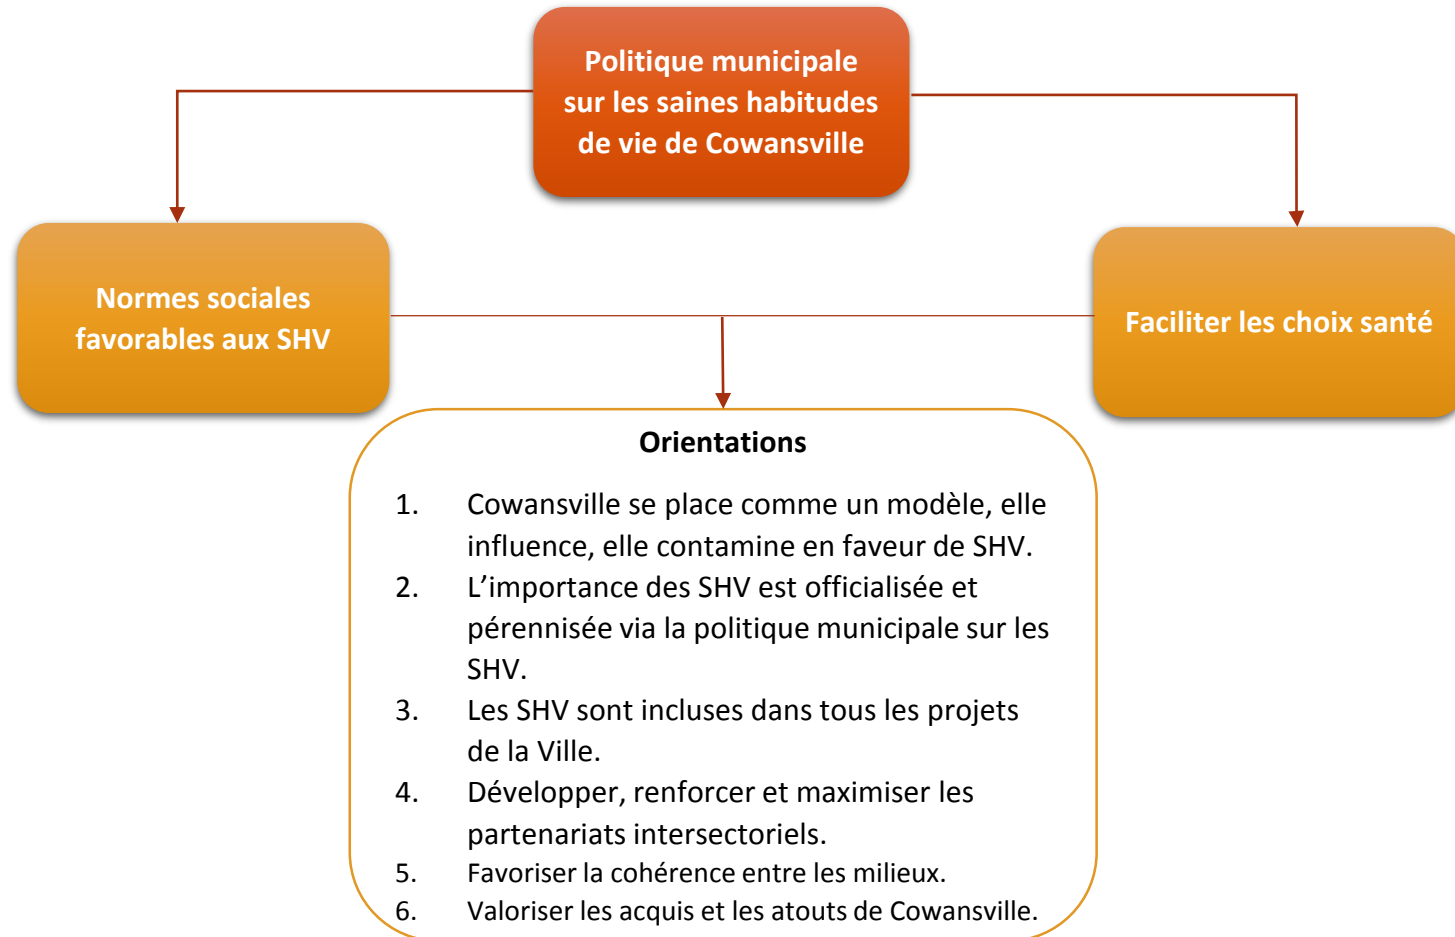 Politique municipale
sur les saines habitudes
de vie de Cowansville
Normes sociales
favorables aux SHV
Faciliter les choix santé
Orientations
1. Cowansville se place comme un modèle, elle
influence, elle contamine en faveur de SHV.
2. L’importance des SHV est officialisée et
pérennisée via la politique municipale sur les
SHV.
3. Les SHV sont incluses dans tous les projets
de la Ville.
4. Développer, renforcer et maximiser les
partenariats intersectoriels.
5. Favoriser la cohérence entre les milieux.
6. Valoriser les acquis et les atouts de Cowansville.